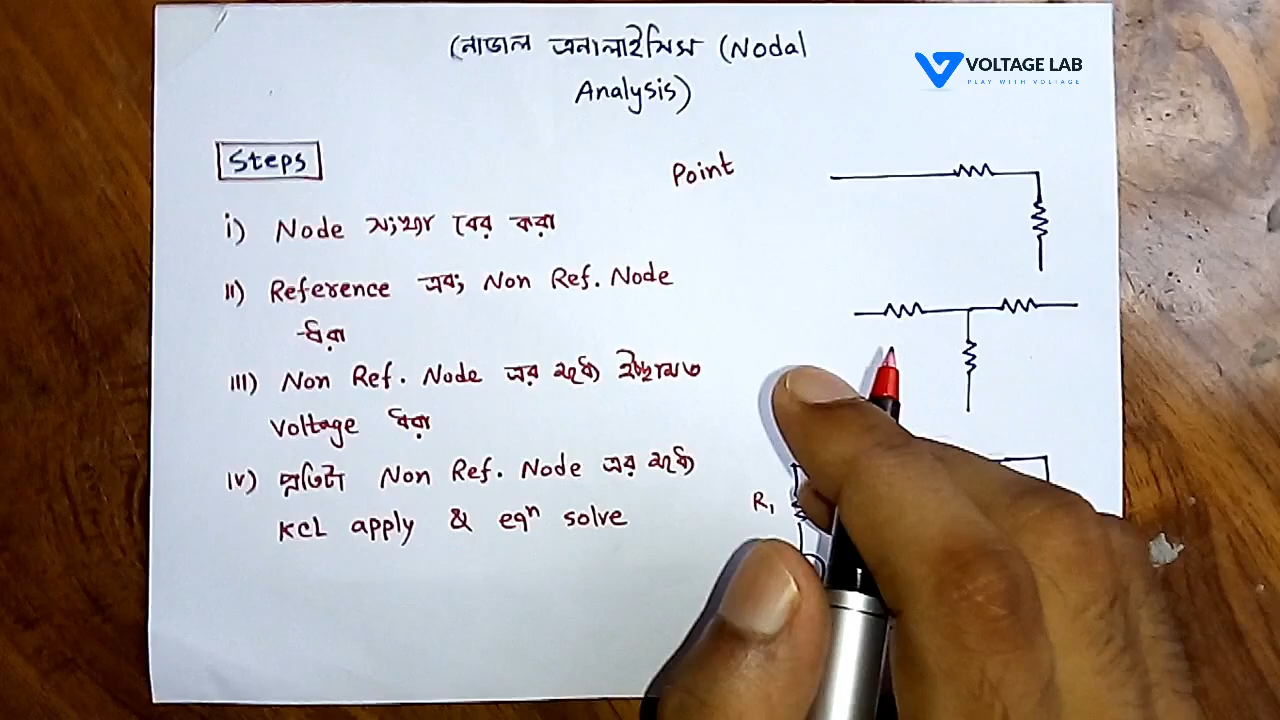 নোডাল এনালাইসিস (Nodal
Analysis)
VOLTAGE LAB
PLAY WITH VOLTAGE
Steps
Point
i) Node সংখ্যা বের করা
ii) Reference এবং Non Ref. Node
ধরা
iii) Non Ref. Node এর মধ্যে ইচ্ছামত
voltage ধরা
iv) প্রতিটা Non Ref. Node এর মধ্যে
KCL apply & eqⁿ solve
R₁